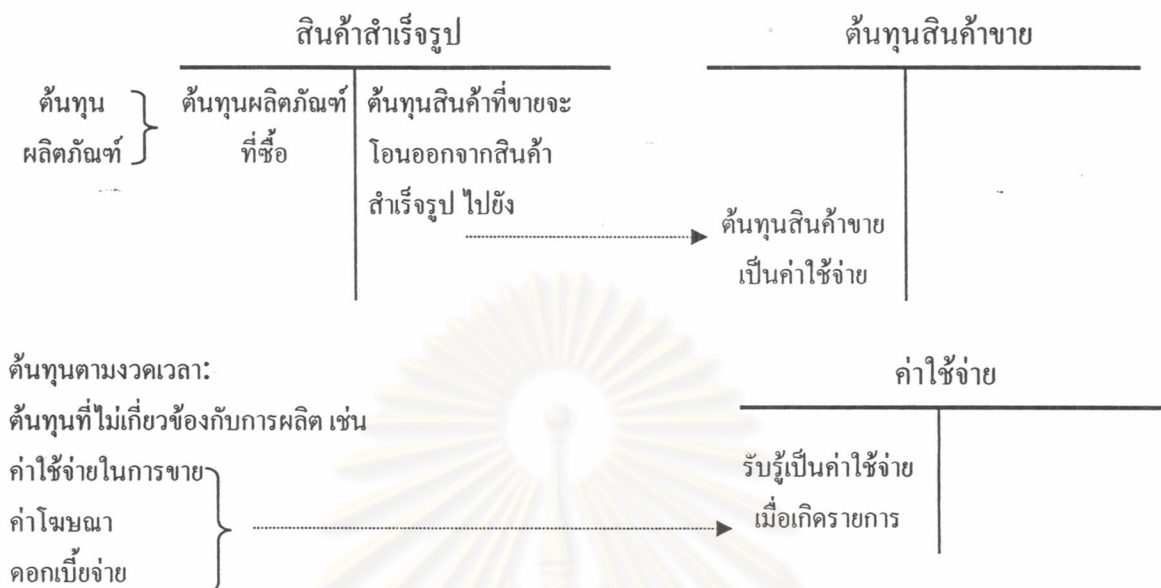 สินค้าสำเร็จรูป
ต้นทุนสินค้าขาย
ต้นทุน
ผลิตภัณฑ์
ต้นทุนผลิตภัณฑ์
ที่ซื้อ
ต้นทุนสินค้าที่ขายจะ
โอนออกจากสินค้า
สำเร็จรูป ไปยัง
ต้นทุนสินค้าขาย
เป็นค่าใช้จ่าย
ต้นทุนตามงวดเวลา:
ต้นทุนที่ไม่เกี่ยวข้องกับการผลิต เช่น
ค่าใช้จ่ายในการขาย
ค่าโฆษณา
ดอกเบี้ยจ่าย
ค่าใช้จ่าย
รับรู้เป็นค่าใช้จ่าย
เมื่อเกิดรายการ